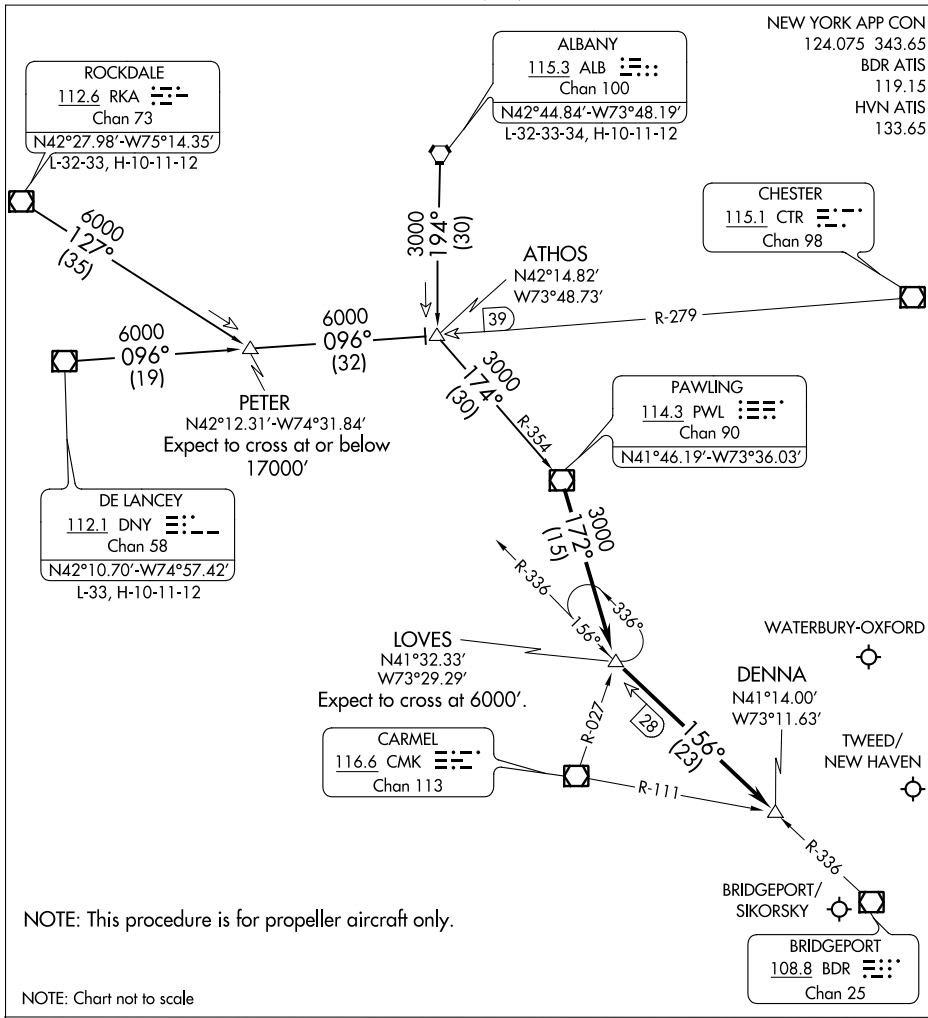 NEW YORK APP CON
124.075 343.65
BDR ATIS
119.15
HVN ATIS
133.65
ALBANY
115.3 ALB
Chan 100
N42°44.84'-W73°48.19'
L-32-33-34, H-10-11-12
ROCKDALE
112.6 RKA
Chan 73
N42°27.98'-W75°14.35'
L-32-33, H-10-11-12
CHESTER
115.1 CTR
Chan 98
6000
127°
(35)
3000
194°
(30)
ATHOS
N42°14.82'
W73°48.73'
39
R-279
6000
096°
(19)
6000
096°
(32)
PETER
N42°12.31'-W74°31.84'
Expect to cross at or below
17000'
3000
174°
(30)
R-354
PAWLING
114.3 PWL
Chan 90
N41°46.19'-W73°36.03'
DE LANCEY
112.1 DNY
Chan 58
N42°10.70'-W74°57.42'
L-33, H-10-11-12
3000
172°
(15)
R-336
156°
336°
LOVES
N41°32.33'
W73°29.29'
Expect to cross at 6000'.
WATERBURY-OXFORD
DENNA
N41°14.00'
W73°11.63'
28
156°
(23)
R-027
CARMEL
116.6 CMK
Chan 113
R-111
TWEED/
NEW HAVEN
R-336
BRIDGEPORT/
SIKORSKY
BRIDGEPORT
108.8 BDR
Chan 25
NOTE: This procedure is for propeller aircraft only.
NOTE: Chart not to scale